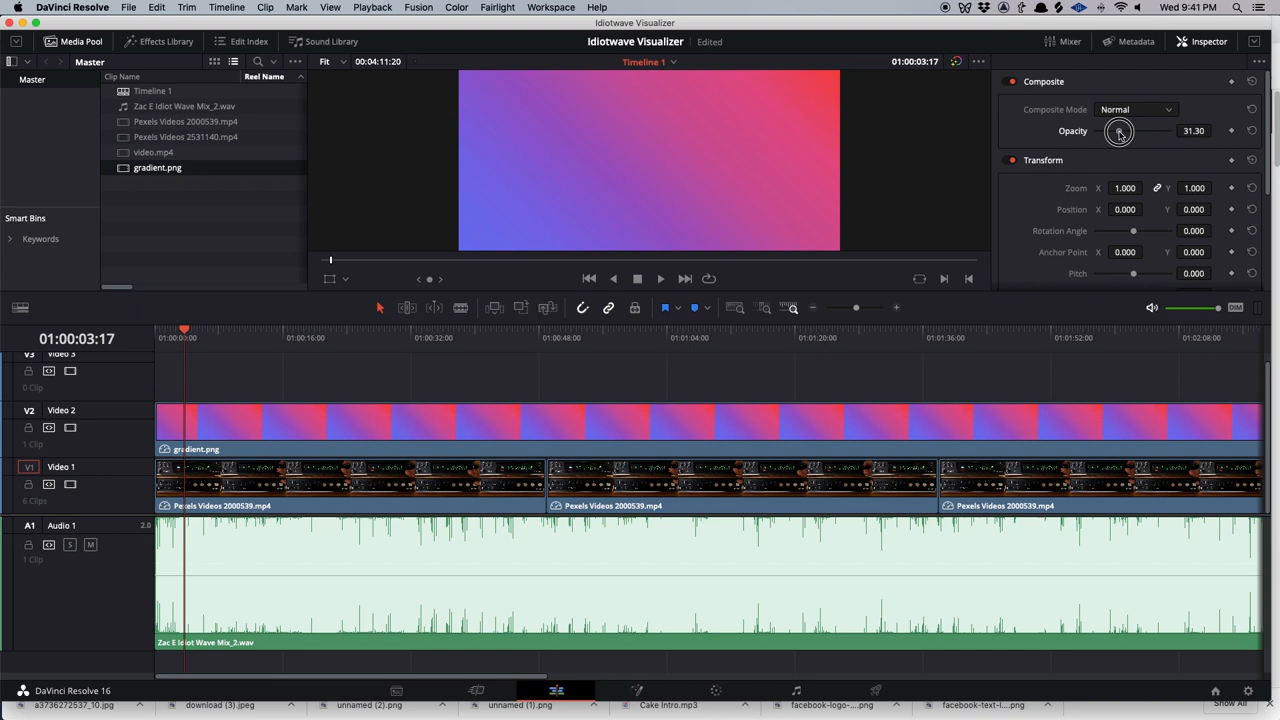 DaVinci Resolve File Edit Trim Timeline Clip Mark View Playback Fusion Color Fairlight Workspace Help Wed 9:41 PM
Idiotwave Visualizer
Media Pool Effects Library Edit Index Sound Library Idiotwave Visualizer Edited Mixer Metadata Inspector
Master Fit 00:04:11:20 Timeline 1 01:00:03:17
Master
Clip Name Reel Name
Timeline 1
Zac E Idiot Wave Mix_2.wav
Pexels Videos 2000539.mp4
Pexels Videos 2531140.mp4
video.mp4
gradient.png
Smart Bins
Keywords
Composite
Composite Mode Normal
Opacity 31.30
Transform
Zoom X 1.000 Y 1.000
Position X 0.000 Y 0.000
Rotation Angle 0.000
Anchor Point X 0.000 Y 0.000
Pitch 0.000
DIM
01:00:03:17
01:00:00:00 01:00:16:00 01:00:32:00 01:00:48:00 01:01:04:00 01:01:20:00 01:01:36:00 01:01:52:00 01:02:08:00
V3 Video 3
0 Clip
V2 Video 2
1 Clip
gradient.png
V1 Video 1
6 Clips
Pexels Videos 2000539.mp4 Pexels Videos 2000539.mp4 Pexels Videos 2000539.mp4
A1 Audio 1 2.0
S M
1 Clip
Zac E Idiot Wave Mix_2.wav
DaVinci Resolve 16
a3736272537_10.jpg download (3).jpeg unnamed (2).png unnamed (1).png Cake Intro.mp3 facebook-logo-....png facebook-text-l....png Show All